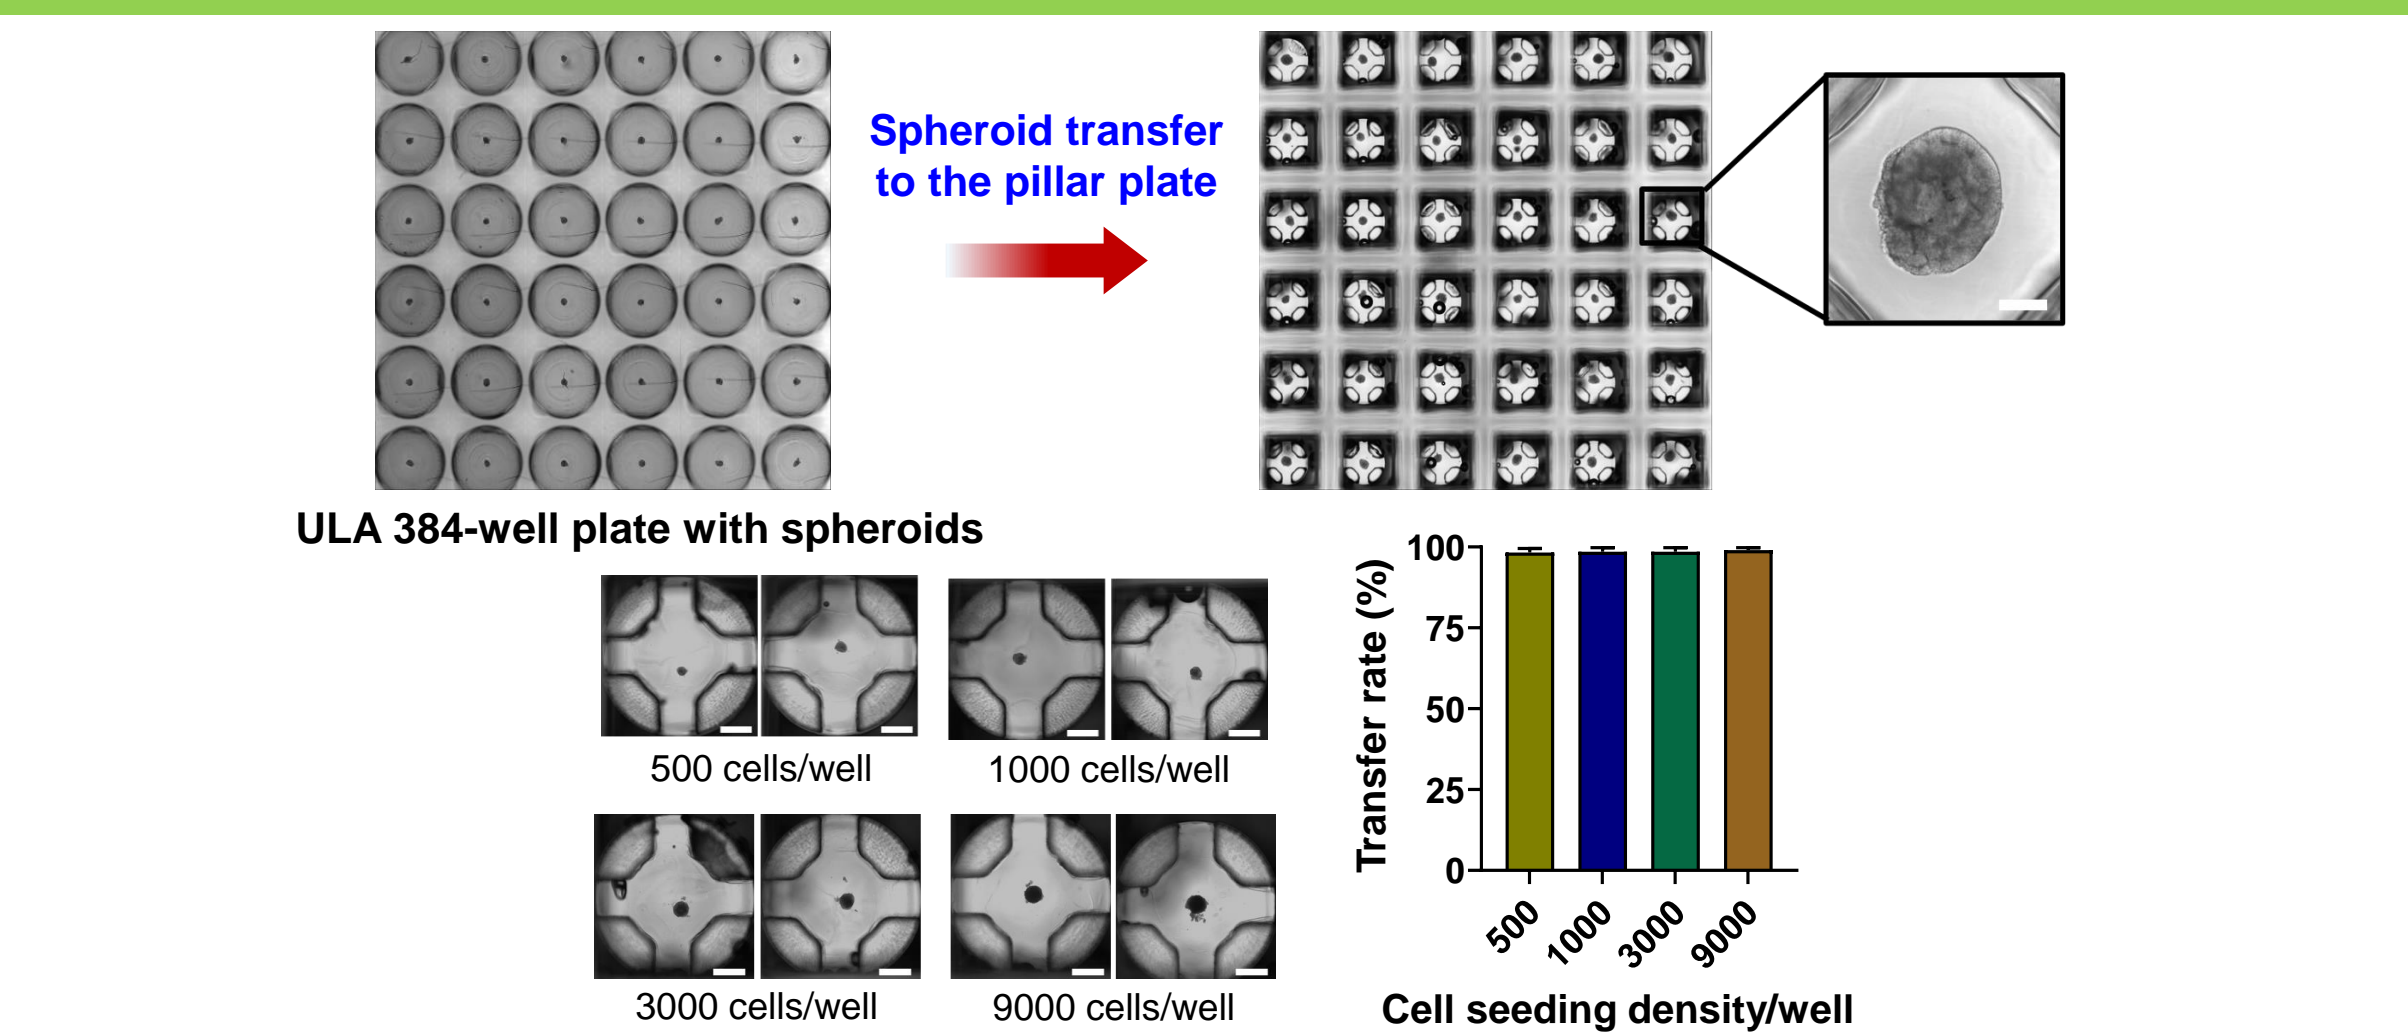 Spheroid transfer
to the pillar plate
ULA 384-well plate with spheroids
500 cells/well
1000 cells/well
3000 cells/well
9000 cells/well
Transfer rate (%)
100
75
50
25
0
500
1000
3000
9000
Cell seeding density/well